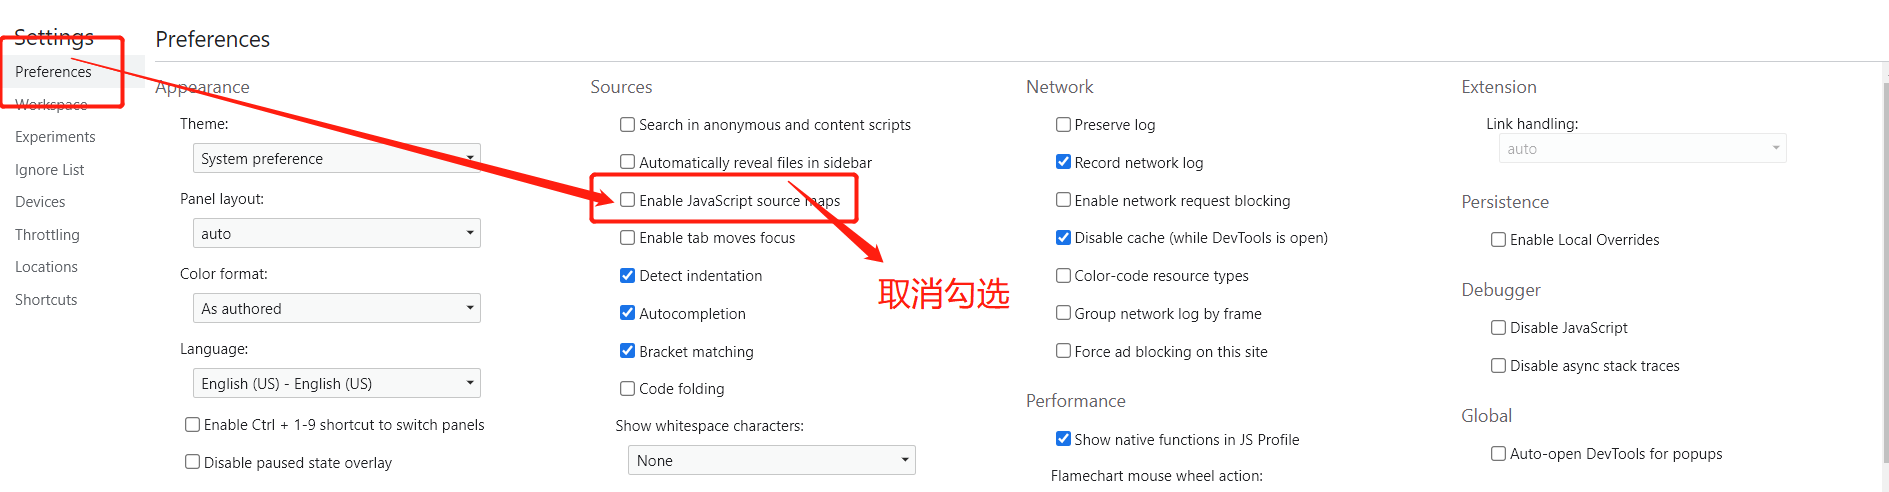 Settings
Preferences
Workspace
Experiments
Ignore List
Devices
Throttling
Locations
Shortcuts
Preferences
Appearance
Theme:
System preference
Panel layout:
auto
Color format:
As authored
Language:
English (US) - English (US)
Enable Ctrl + 1-9 shortcut to switch panels
Disable paused state overlay
Sources
Search in anonymous and content scripts
Automatically reveal files in sidebar
Enable JavaScript source maps
Enable tab moves focus
Detect indentation
Autocompletion
Bracket matching
Code folding
Show whitespace characters:
None
取消勾选
Network
Preserve log
Record network log
Enable network request blocking
Disable cache (while DevTools is open)
Color-code resource types
Group network log by frame
Force ad blocking on this site
Performance
Show native functions in JS Profile
Flamechart mouse wheel action:
Extension
Link handling:
auto
Persistence
Enable Local Overrides
Debugger
Disable JavaScript
Disable async stack traces
Global
Auto-open DevTools for popups